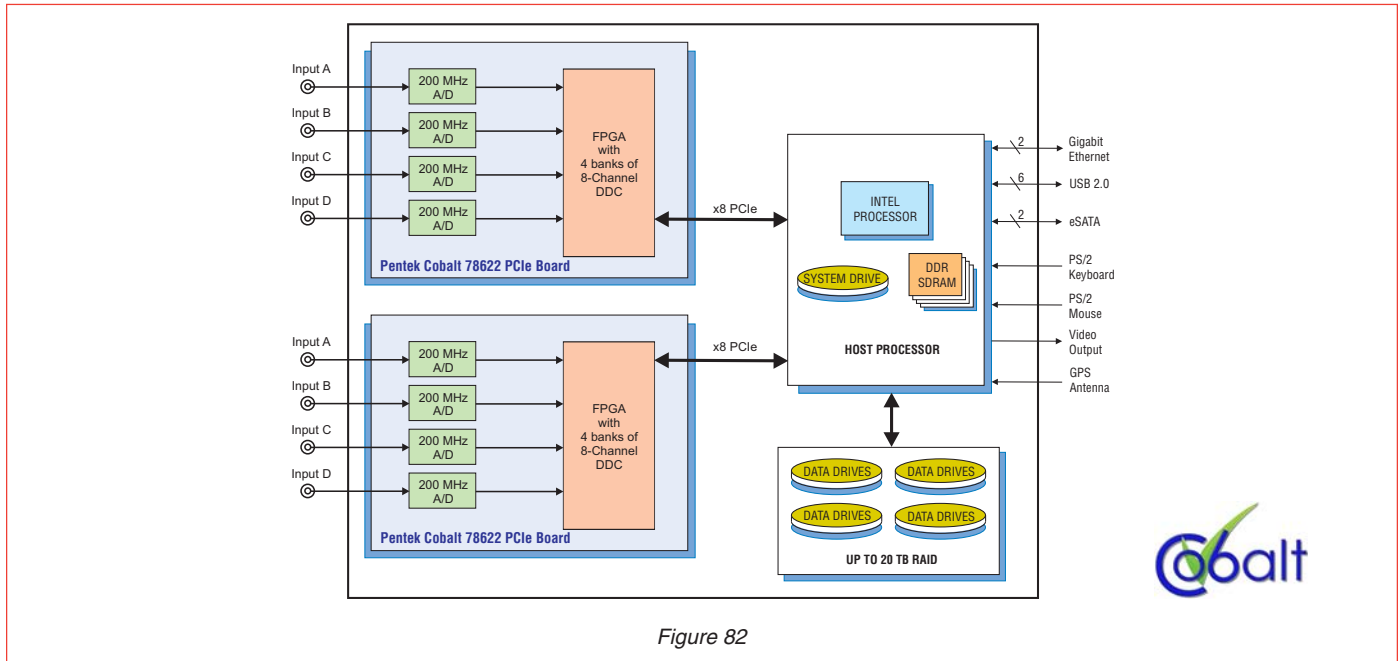 Input A
200 MHz
A/D
Input B
200 MHz
A/D
Input C
200 MHz
A/D
Input D
200 MHz
A/D
FPGA
with
4 banks of
8-Channel
DDC
Pentek Cobalt 78622 PCIe Board
x8 PCIe
Input A
200 MHz
A/D
Input B
200 MHz
A/D
Input C
200 MHz
A/D
Input D
200 MHz
A/D
FPGA
with
4 banks of
8-Channel
DDC
Pentek Cobalt 78622 PCIe Board
x8 PCIe
INTEL
PROCESSOR
SYSTEM DRIVE
DDR
SDRAM
HOST PROCESSOR
2
Gigabit
Ethernet
6
USB 2.0
2
eSATA
PS/2
Keyboard
PS/2
Mouse
Video
Output
GPS
Antenna
DATA DRIVES
DATA DRIVES
DATA DRIVES
DATA DRIVES
UP TO 20 TB RAID
Cobalt
Figure 82